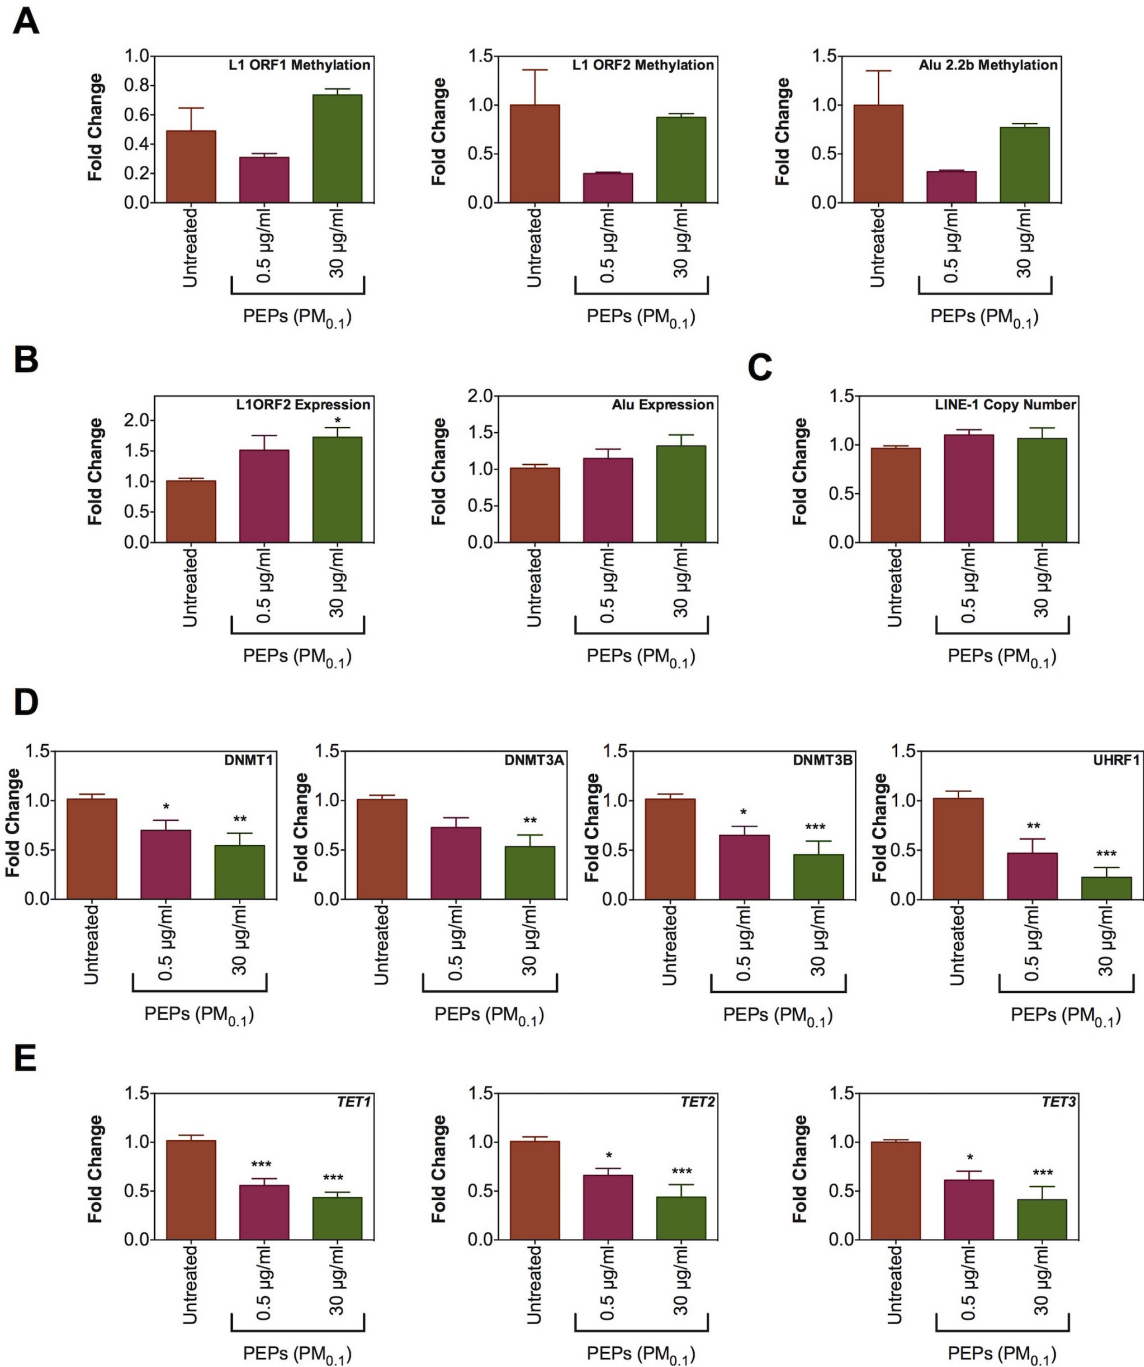 A
L1 ORF1 Methylation
Fold Change
1.0
0.8
0.6
0.4
0.2
0.0
Untreated
0.5 µg/ml
30 µg/ml
PEPs (PM0.1)
L1 ORF2 Methylation
Fold Change
1.5
1.0
0.5
0.0
Untreated
0.5 µg/ml
30 µg/ml
PEPs (PM0.1)
Alu 2.2b Methylation
Fold Change
1.5
1.0
0.5
0.0
Untreated
0.5 µg/ml
30 µg/ml
PEPs (PM0.1)
B
L1ORF2 Expression
Fold Change
2.0
1.5
1.0
0.5
0.0
*
Untreated
0.5 µg/ml
30 µg/ml
PEPs (PM0.1)
Alu Expression
Fold Change
2.0
1.5
1.0
0.5
0.0
Untreated
0.5 µg/ml
30 µg/ml
PEPs (PM0.1)
C
LINE-1 Copy Number
Fold Change
1.5
1.0
0.5
0.0
Untreated
0.5 µg/ml
30 µg/ml
PEPs (PM0.1)
D
DNMT1
Fold Change
1.5
1.0
0.5
0.0
*
**
Untreated
0.5 µg/ml
30 µg/ml
PEPs (PM0.1)
DNMT3A
Fold Change
1.5
1.0
0.5
0.0
**
Untreated
0.5 µg/ml
30 µg/ml
PEPs (PM0.1)
DNMT3B
Fold Change
1.5
1.0
0.5
0.0
*
***
Untreated
0.5 µg/ml
30 µg/ml
PEPs (PM0.1)
UHRF1
Fold Change
1.5
1.0
0.5
0.0
**
***
Untreated
0.5 µg/ml
30 µg/ml
PEPs (PM0.1)
E
TET1
Fold Change
1.5
1.0
0.5
0.0
***
***
Untreated
0.5 µg/ml
30 µg/ml
PEPs (PM0.1)
TET2
Fold Change
1.5
1.0
0.5
0.0
*
***
Untreated
0.5 µg/ml
30 µg/ml
PEPs (PM0.1)
TET3
Fold Change
1.5
1.0
0.5
0.0
*
***
Untreated
0.5 µg/ml
30 µg/ml
PEPs (PM0.1)